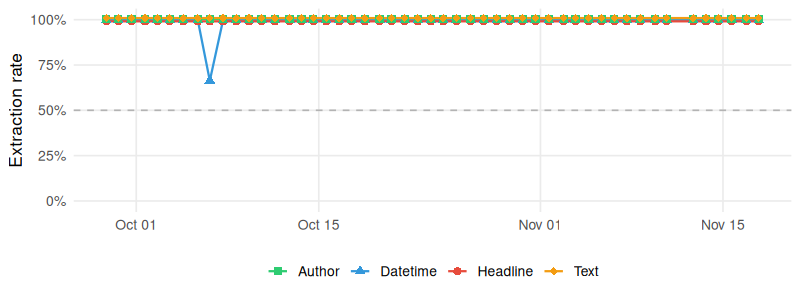 100%
75%
50%
25%
0%
Extraction rate
Oct 01 Oct 15 Nov 01 Nov 15
Author Datetime Headline Text